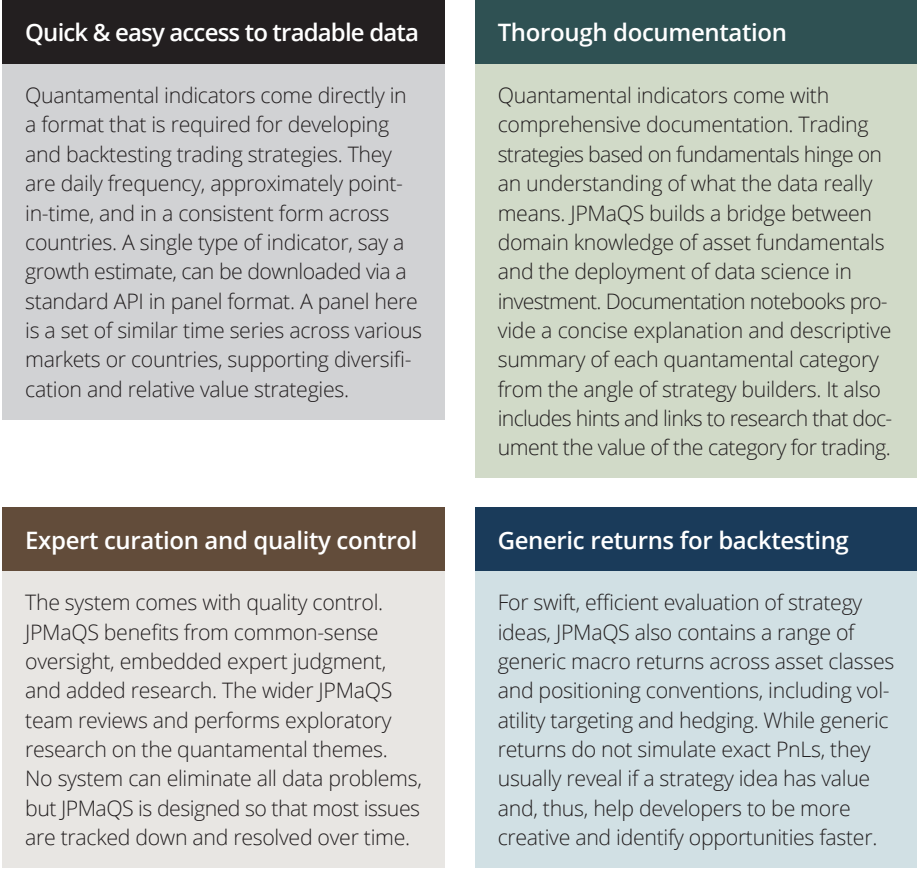 Quick & easy access to tradable data
Quantamental indicators come directly in
a format that is required for developing
and backtesting trading strategies. They
are daily frequency, approximately point-
in-time, and in a consistent form across
countries. A single type of indicator, say a
growth estimate, can be downloaded via a
standard API in panel format. A panel here
is a set of similar time series across various
markets or countries, supporting diversifi-
cation and relative value strategies.
Thorough documentation
Quantamental indicators come with
comprehensive documentation. Trading
strategies based on fundamentals hinge on
an understanding of what the data really
means. JPMaQS builds a bridge between
domain knowledge of asset fundamentals
and the deployment of data science in
investment. Documentation notebooks pro-
vide a concise explanation and descriptive
summary of each quantamental category
from the angle of strategy builders. It also
includes hints and links to research that doc-
ument the value of the category for trading.
Expert curation and quality control
The system comes with quality control.
JPMaQS benefits from common-sense
oversight, embedded expert judgment,
and added research. The wider JPMaQS
team reviews and performs exploratory
research on the quantamental themes.
No system can eliminate all data problems,
but JPMaQS is designed so that most issues
are tracked down and resolved over time.
Generic returns for backtesting
For swift, efficient evaluation of strategy
ideas, JPMaQS also contains a range of
generic macro returns across asset classes
and positioning conventions, including vol-
atility targeting and hedging. While generic
returns do not simulate exact PnLs, they
usually reveal if a strategy idea has value
and, thus, help developers to be more
creative and identify opportunities faster.